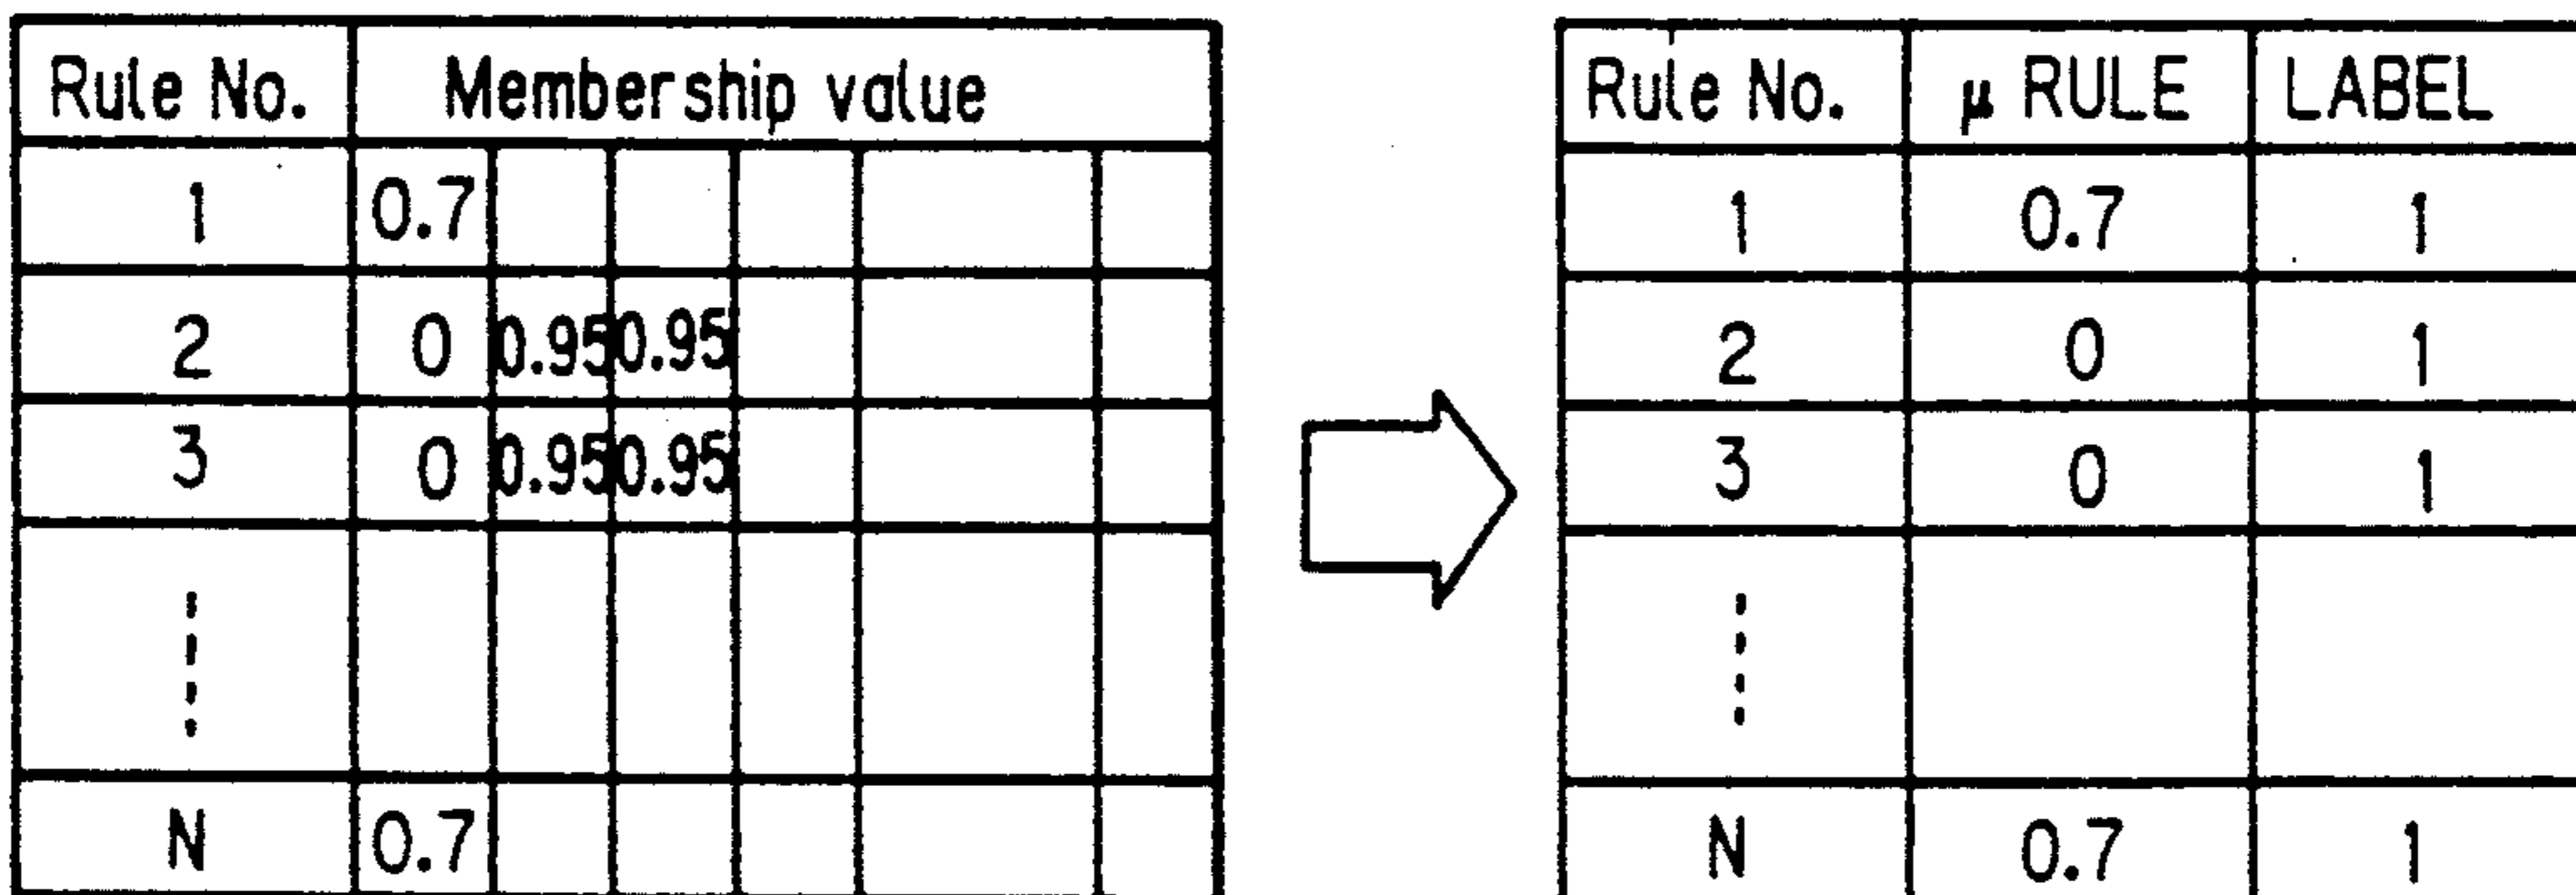 Rule No. Membership value
1 0.7
2 0 0.95 0.95
3 0 0.95 0.95
N 0.7
Rule No. μ RULE LABEL
1 0.7 1
2 0 1
3 0 1
N 0.7 1